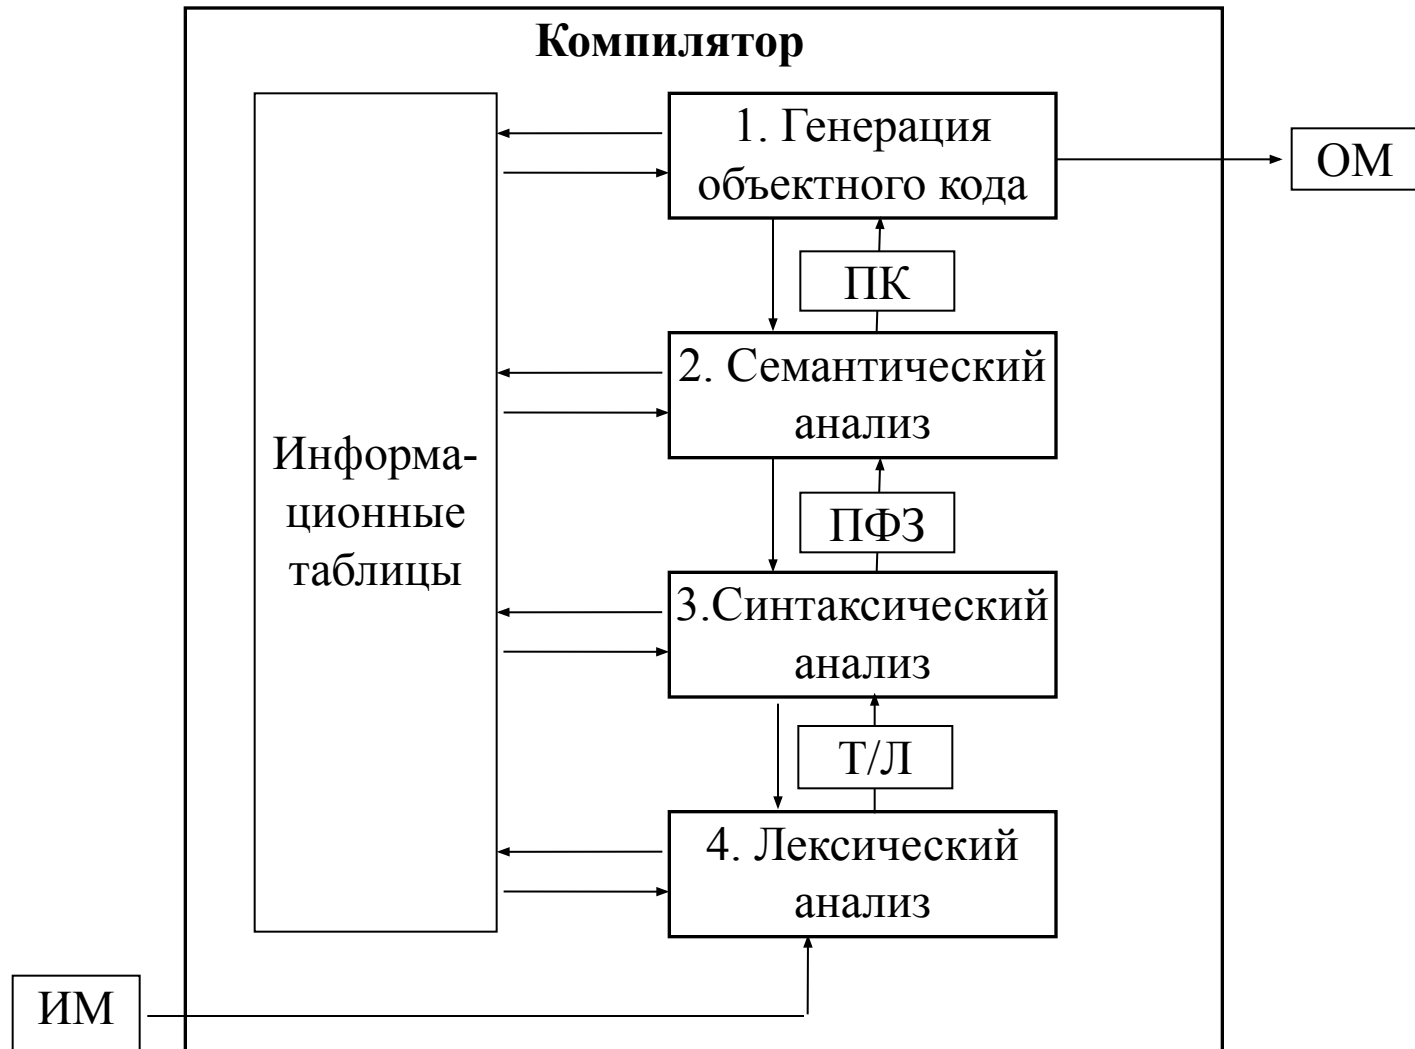 Компилятор
1. Генерация
объектного кода
ОМ
ПК
2. Семантический
анализ
Информа-
ционные
таблицы
ПФЗ
3.Синтаксический
анализ
Т/Л
4. Лексический
анализ
ИМ